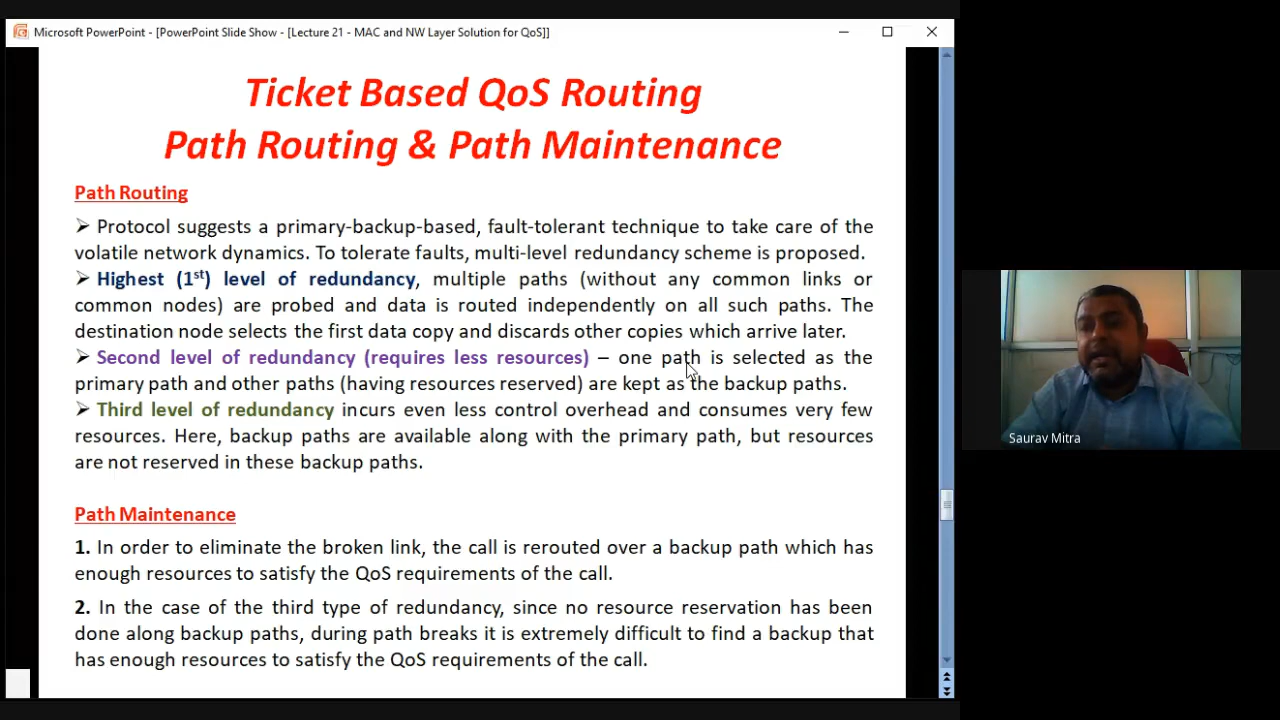 Microsoft PowerPoint - [PowerPoint Slide Show - [Lecture 21 - MAC and NW Layer Solution for QoS]]
Ticket Based QoS Routing
Path Routing & Path Maintenance
Path Routing
➢ Protocol suggests a primary-backup-based, fault-tolerant technique to take care of the
volatile network dynamics. To tolerate faults, multi-level redundancy scheme is proposed.
➢ Highest (1st) level of redundancy, multiple paths (without any common links or
common nodes) are probed and data is routed independently on all such paths. The
destination node selects the first data copy and discards other copies which arrive later.
➢ Second level of redundancy (requires less resources) – one path is selected as the
primary path and other paths (having resources reserved) are kept as the backup paths.
➢ Third level of redundancy incurs even less control overhead and consumes very few
resources. Here, backup paths are available along with the primary path, but resources
are not reserved in these backup paths.
Path Maintenance
1. In order to eliminate the broken link, the call is rerouted over a backup path which has
enough resources to satisfy the QoS requirements of the call.
2. In the case of the third type of redundancy, since no resource reservation has been
done along backup paths, during path breaks it is extremely difficult to find a backup that
has enough resources to satisfy the QoS requirements of the call.
Saurav Mitra